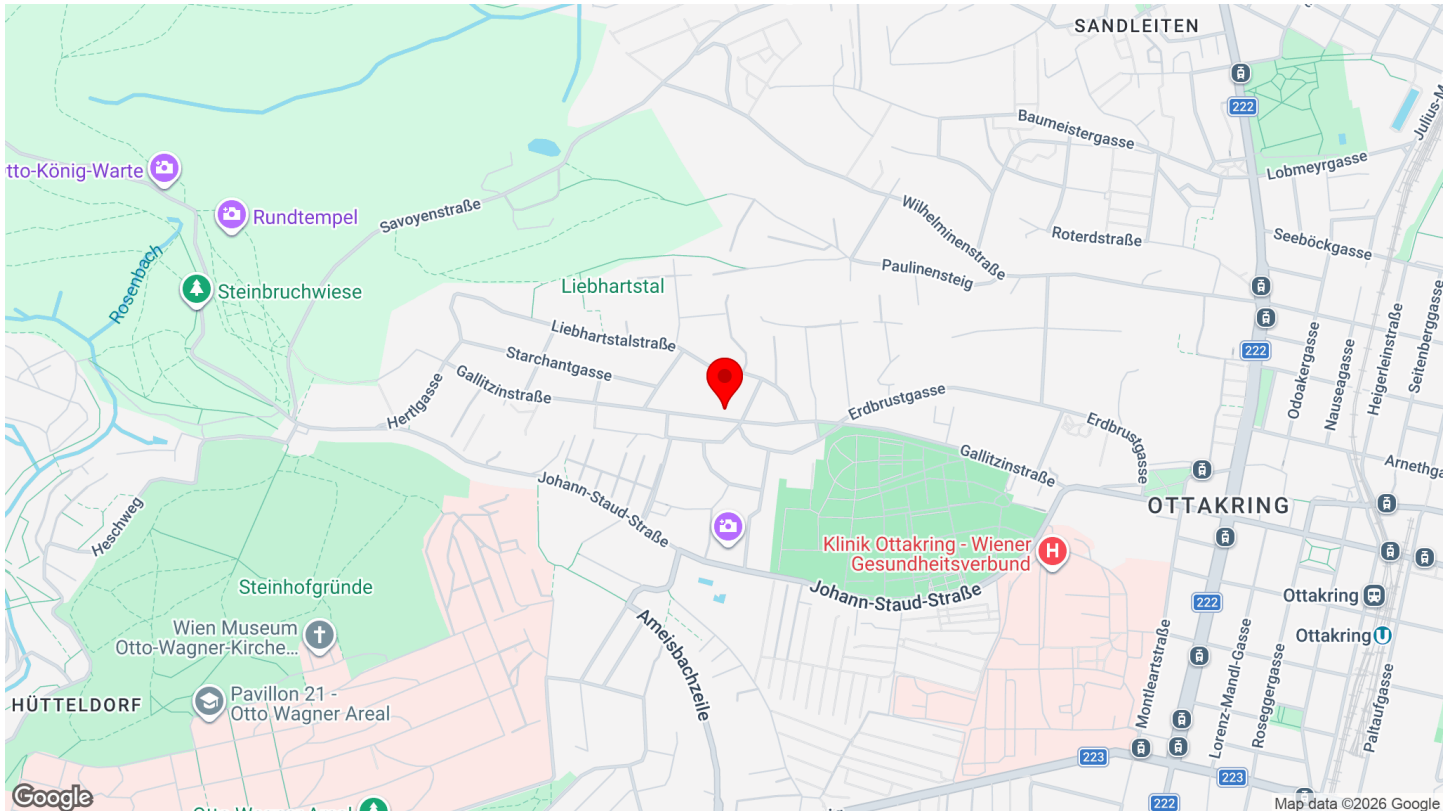 SANDLEITEN
222
Julius-M
Baumeistergasse
Lobmeyrgasse
tto-König-Warte
Rundtempel
Savoyenstraße
Wilhelminenstraße
Roterdstraße
Seeböckgasse
Paulinensteig
Rosenbach
Steinbruchwiese
Liebhartstal
Liebhartstalstraße
Starchantgasse
Gallitzinstraße
Hertlgasse
222
Odoakergasse
Nauseagasse
Heigerleinstraße
Seitenberggasse
Erdbrustgasse
Erdbrustgasse
Gallitzinstraße
Arnethga
Johann-Staud-Straße
OTTAKRING
Heschweg
Klinik Ottakring - Wiener
Gesundheitsverbund
H
Steinhofgründe
Johann-Staud-Straße
Ottakring
222
Wien Museum
Otto-Wagner-Kirche...
Ottakring
U
Ameisbachzeile
Montleartstraße
Lorenz-Mandl-Gasse
Roseggergasse
Paltaufgasse
HÜTTELDORF
Pavillon 21 -
Otto Wagner Areal
223
223
Google
222
Map data ©2026 Google